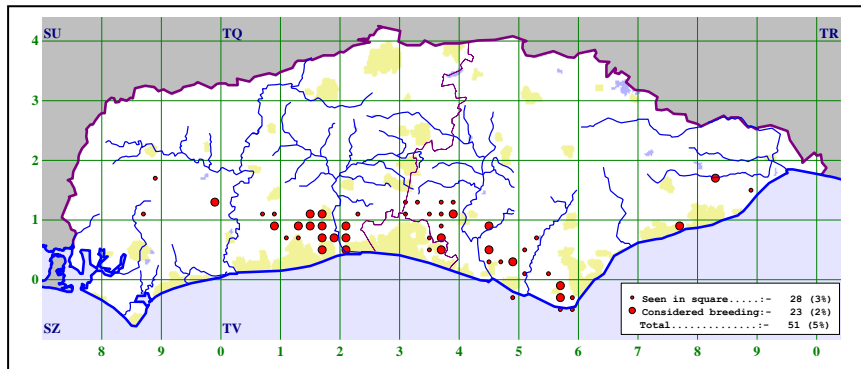 SU TQ TR
4
3
2
1
0
Seen in square.....:- 28 (3%)
Considered breeding:- 23 (2%)
Total..............:- 51 (5%)
SZ TV
8 9 0 1 2 3 4 5 6 7 8 9 0